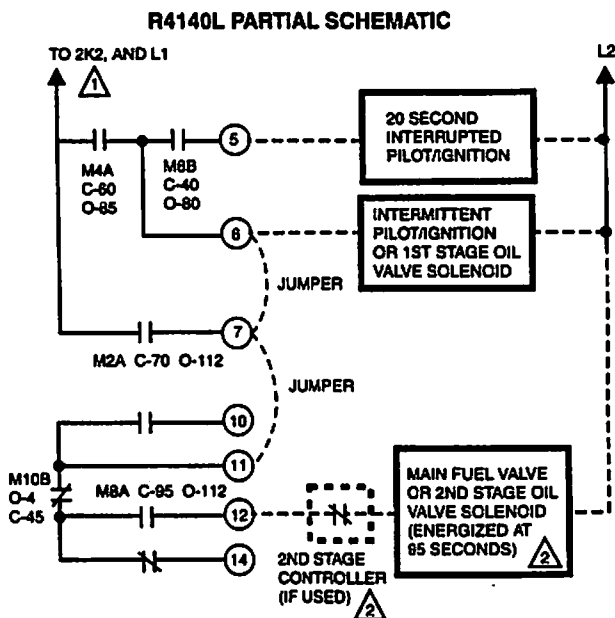 R4140L PARTIAL SCHEMATIC
TO 2K2, AND L1
L2
1
5
20 SECOND
INTERRUPTED
PILOT/IGNITION
M4A
C-60
O-85
M6B
C-40
O-80
6
INTERMITTENT
PILOT/IGNITION
OR 1ST STAGE OIL
VALVE SOLENOID
JUMPER
7
M2A C-70 O-112
JUMPER
10
11
M10B
O-4
C-45
M8A C-95 O-112
12
14
2ND STAGE
CONTROLLER
(IF USED)
2
MAIN FUEL VALVE
OR 2ND STAGE OIL
VALVE SOLENOID
(ENERGIZED AT
95 SECONDS)
2